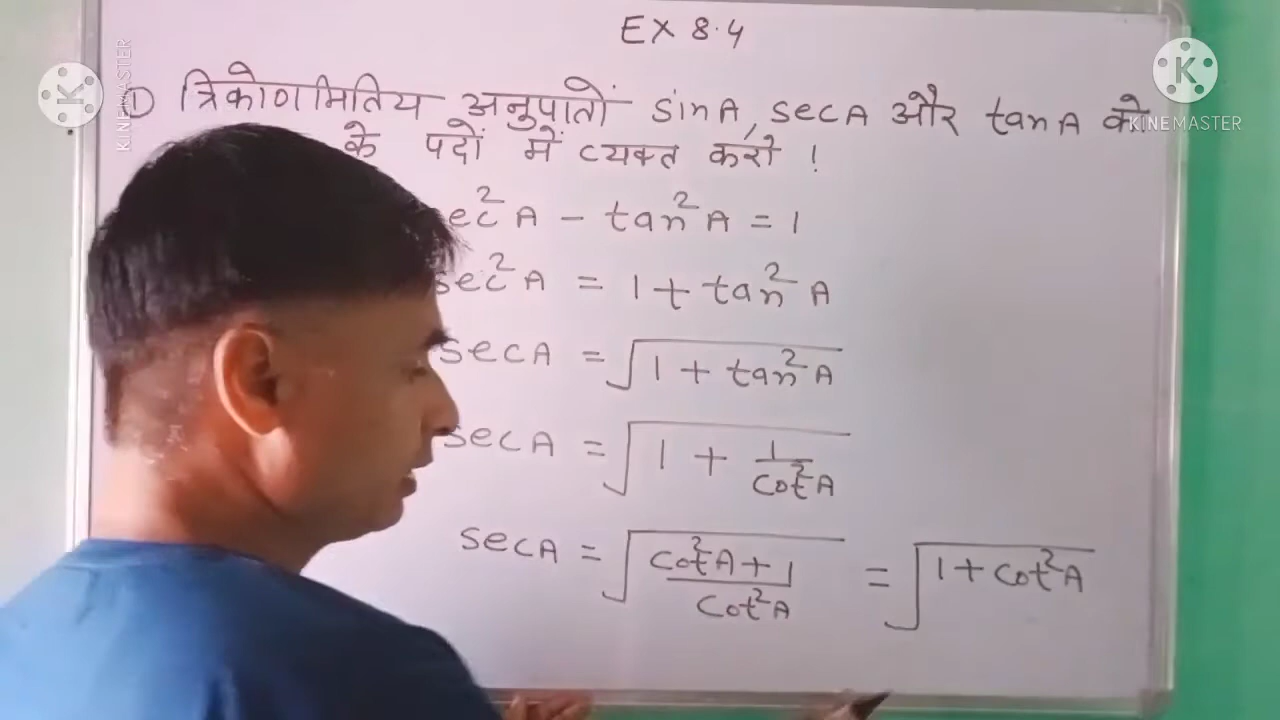 EX 8.4
① त्रिकोणमितिय अनुपातों sinA, secA और tanA को
के पदों में व्यक्त करो !
sec²A - tan²A = 1
sec²A = 1 + tan²A
secA = √(1 + tan²A)
secA = √(1 + 1/cot²A)
secA = √((cot²A + 1)/cot²A) = √(1 + cot²A)
KINEMASTER
KINEMASTER